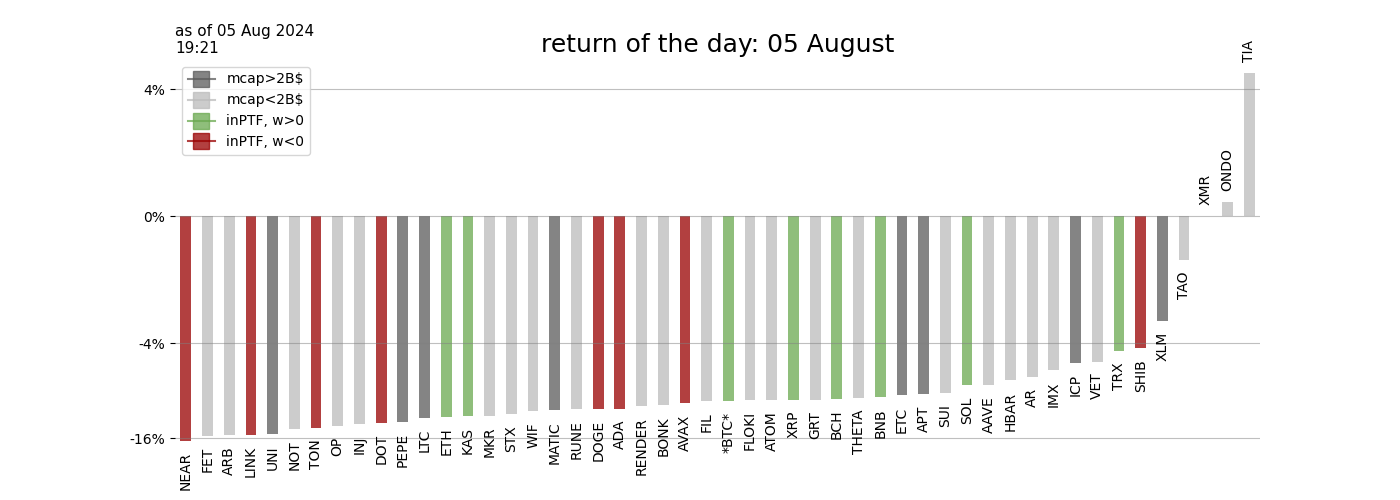 as of 05 Aug 2024
19:21
return of the day: 05 August
mcap>2B$
mcap<2B$
inPTF, w>0
inPTF, w<0
4%
0%
-4%
-16%
NEAR
FET
ARB
LINK
UNI
NOT
TON
OP
INJ
DOT
PEPE
LTC
ETH
KAS
MKR
STX
WIF
MATIC
RUNE
DOGE
ADA
RENDER
BONK
AVAX
FIL
*BTC*
FLOKI
ATOM
XRP
GRT
BCH
THETA
BNB
ETC
APT
SUI
SOL
AAVE
HBAR
AR
IMX
ICP
VET
TRX
SHIB
XLM
TAO
XMR
ONDO
TIA